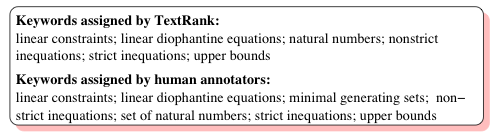 Keywords assigned by TextRank:
linear constraints; linear diophantine equations; natural numbers; nonstrict
inequations; strict inequations; upper bounds
Keywords assigned by human annotators:
linear constraints; linear diophantine equations; minimal generating sets; non−
strict inequations; set of natural numbers; strict inequations; upper bounds